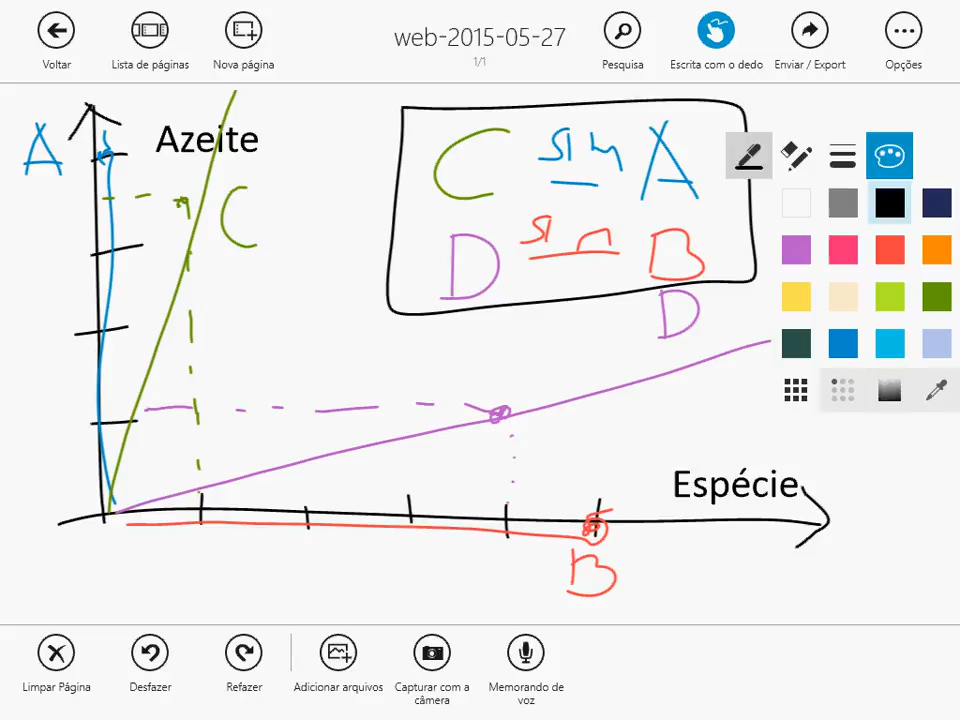 Voltar
Lista de páginas
Nova página
web-2015-05-27
1/1
Pesquisa
Escrita com o dedo
Enviar / Export
Opções
A
Azeite
C
C sim A
D B
D
Espécie
B
Limpar Página
Desfazer
Refazer
Adicionar arquivos
Capturar com a
câmera
Memorando de
voz